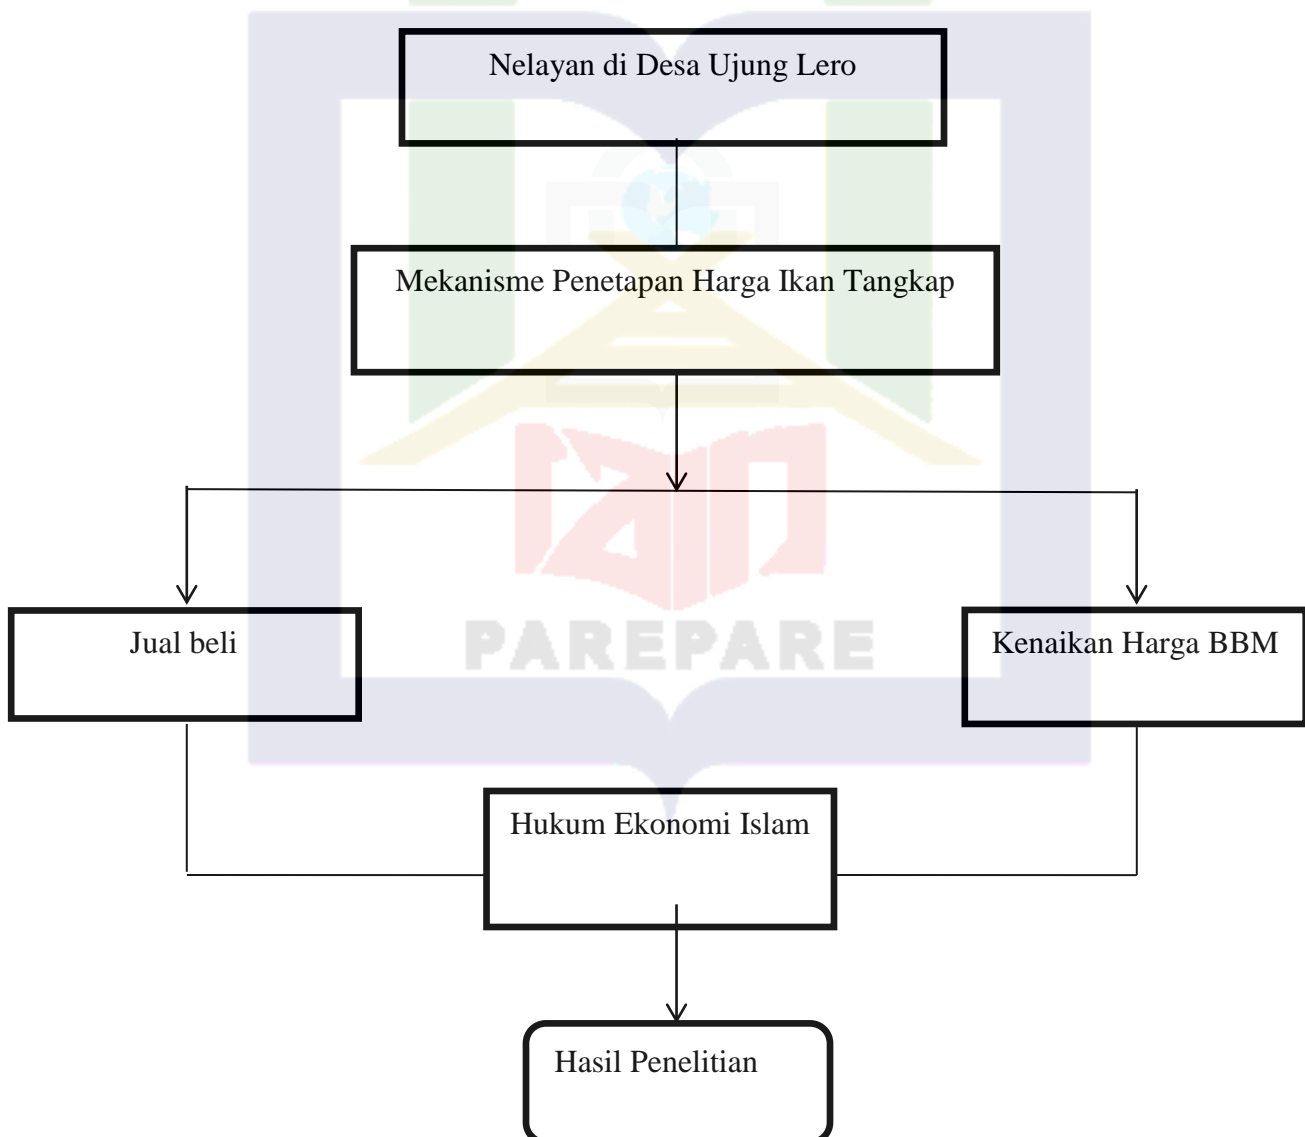 Nelayan di Desa Ujung Lero
Mekanisme Penetapan Harga Ikan Tangkap
iain
PAREPARE
Jual beli
Kenaikan Harga BBM
Hukum Ekonomi Islam
Hasil Penelitian